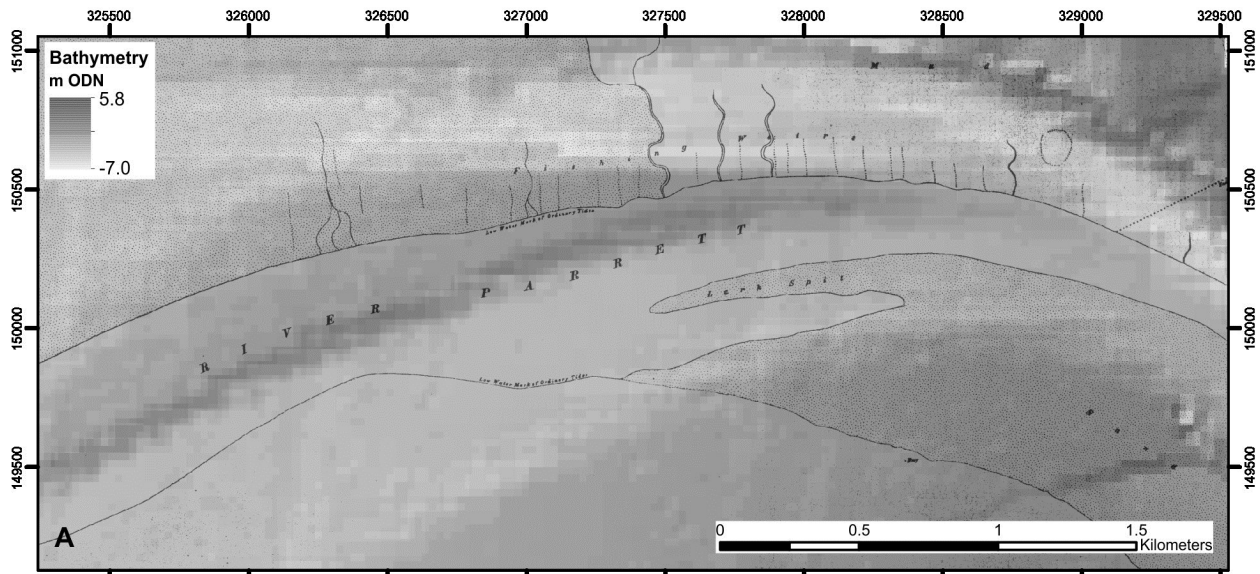 325500 326000 326500 327000 327500 328000 328500 329000 329500
151000
151000
Bathymetry
m ODN
5.8
-7.0
Mud
Fishing Weirs
150500
150500
Low Water Mark of Ordinary Tides
RIVER PARRETT
Lark Spit
150000
150000
Low Water Mark of Ordinary Tides
149500
149500
A
0 0.5 1 1.5
Kilometers